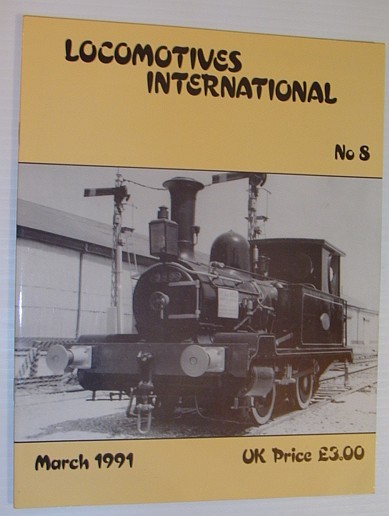 LOCOMOTIVES
INTERNATIONAL
No 8
March 1991
UK Price £3.00